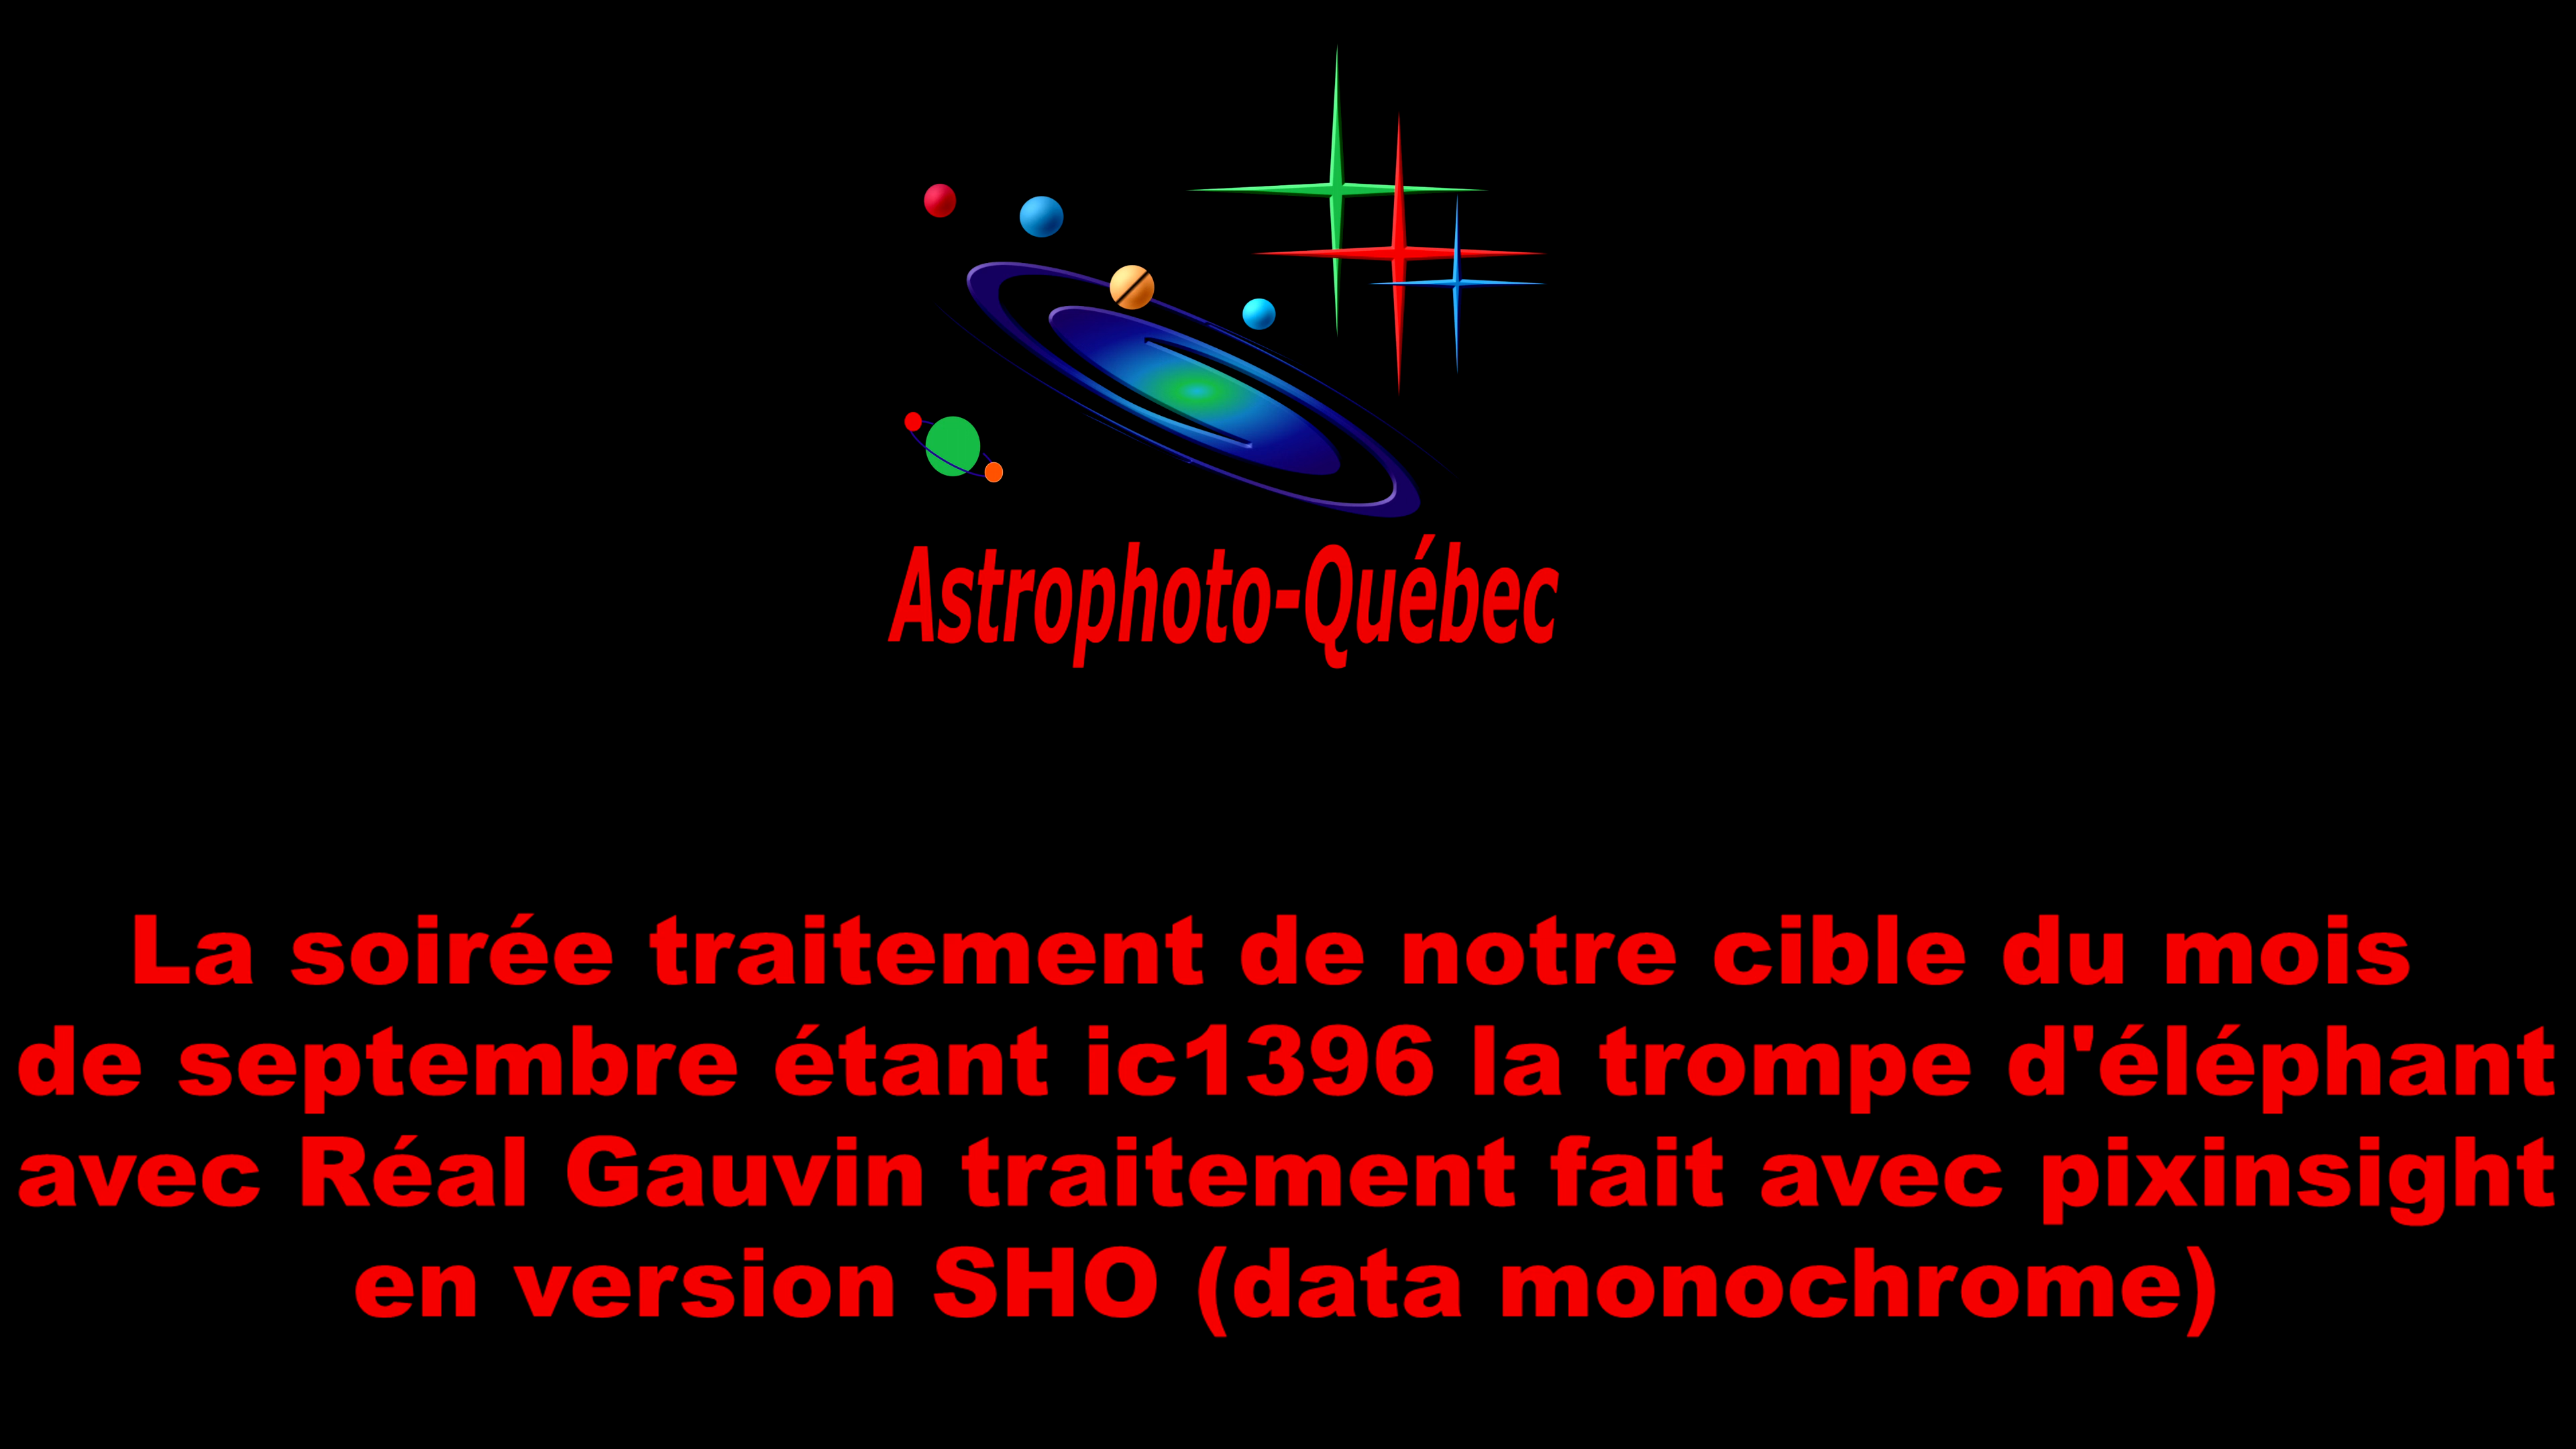 Astrophoto-Québec
La soirée traitement de notre cible du mois
de septembre étant ic1396 la trompe d'éléphant
avec Réal Gauvin traitement fait avec pixinsight
en version SHO (data monochrome)